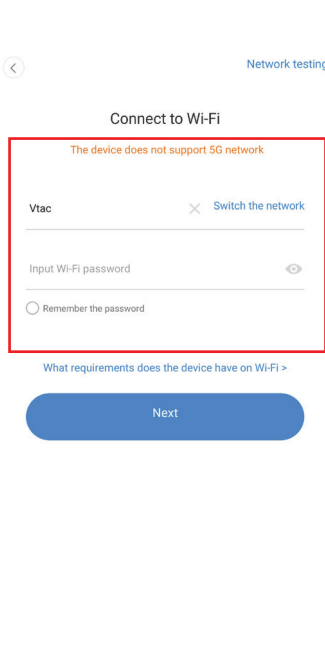 Network testing
Connect to Wi-Fi
The device does not support 5G network
Vtac
Switch the network
Input Wi-Fi password
Remember the password
What requirements does the device have on Wi-Fi >
Next